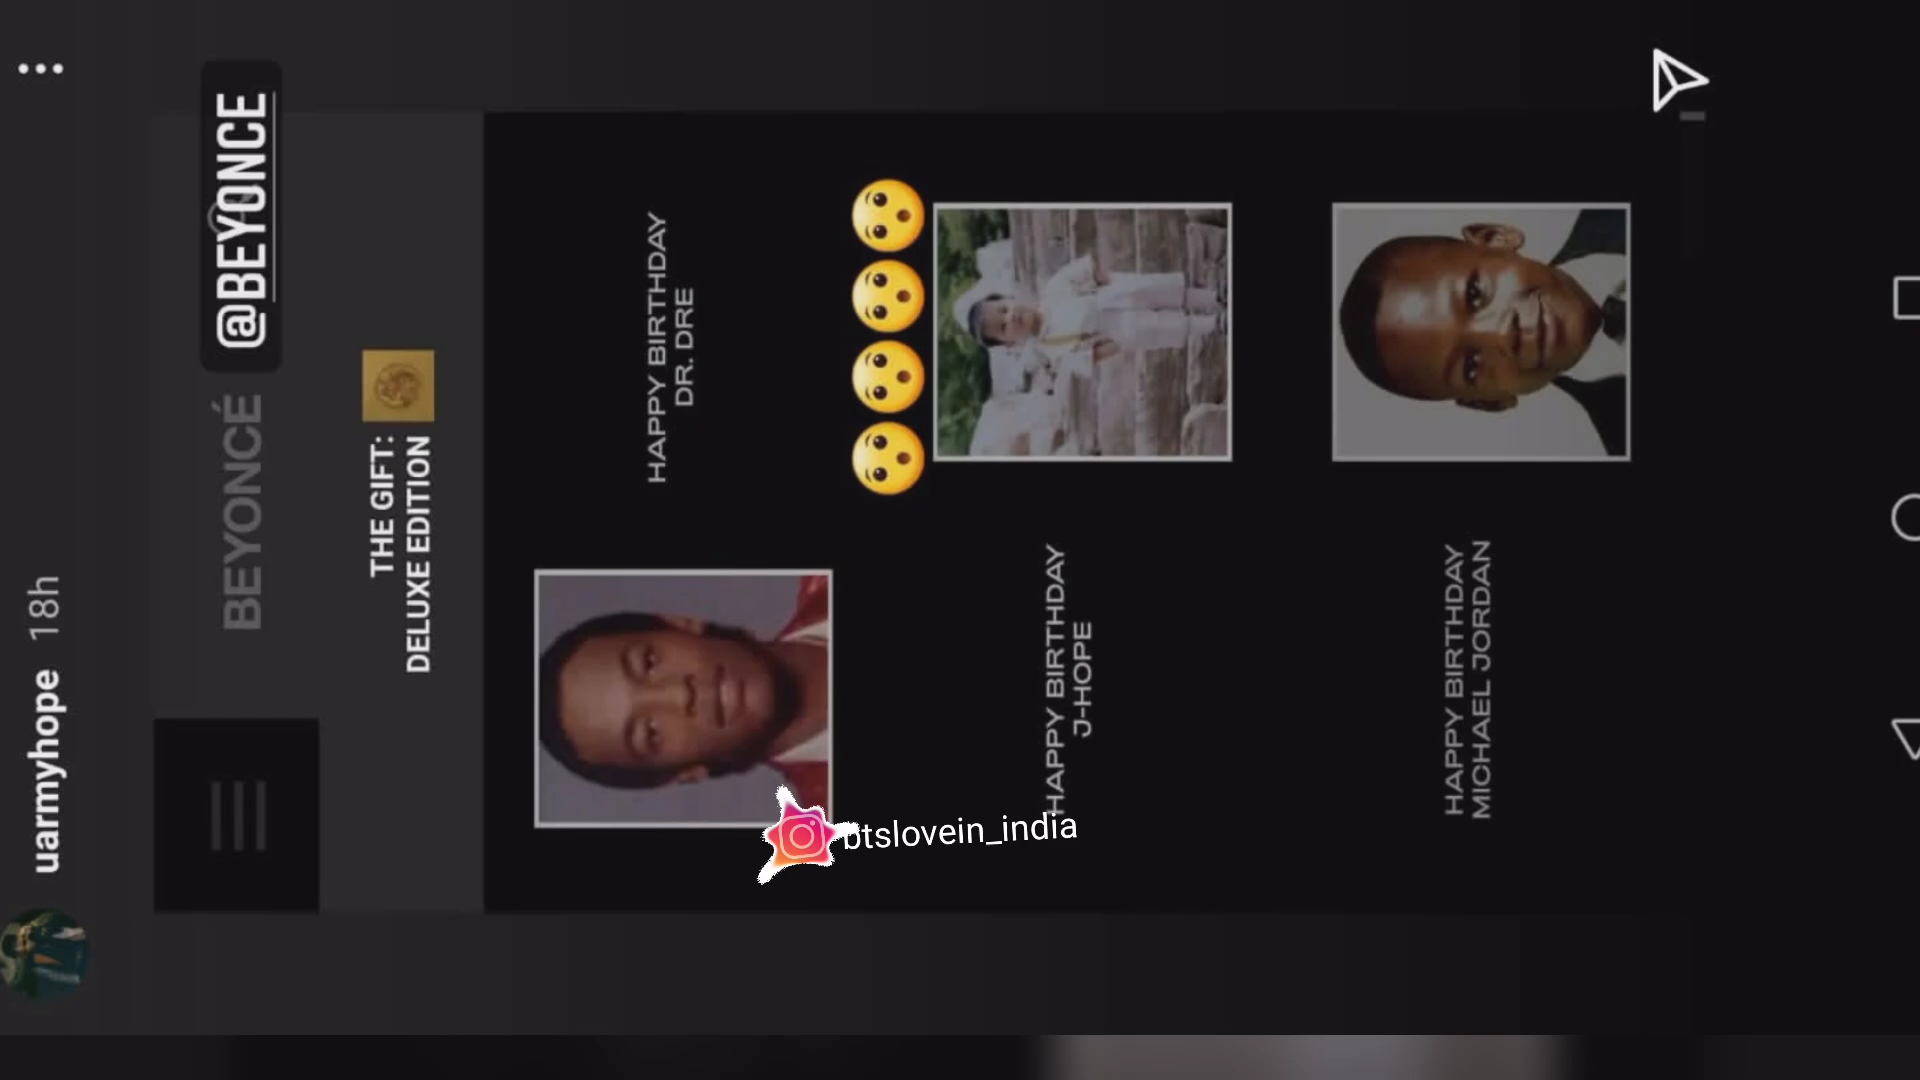 uarmyhope 18h
BEYONCÉ
@BEYONCE
THE GIFT:
DELUXE EDITION
HAPPY BIRTHDAY
DR. DRE
HAPPY BIRTHDAY
J-HOPE
HAPPY BIRTHDAY
MICHAEL JORDAN
btslovein_india